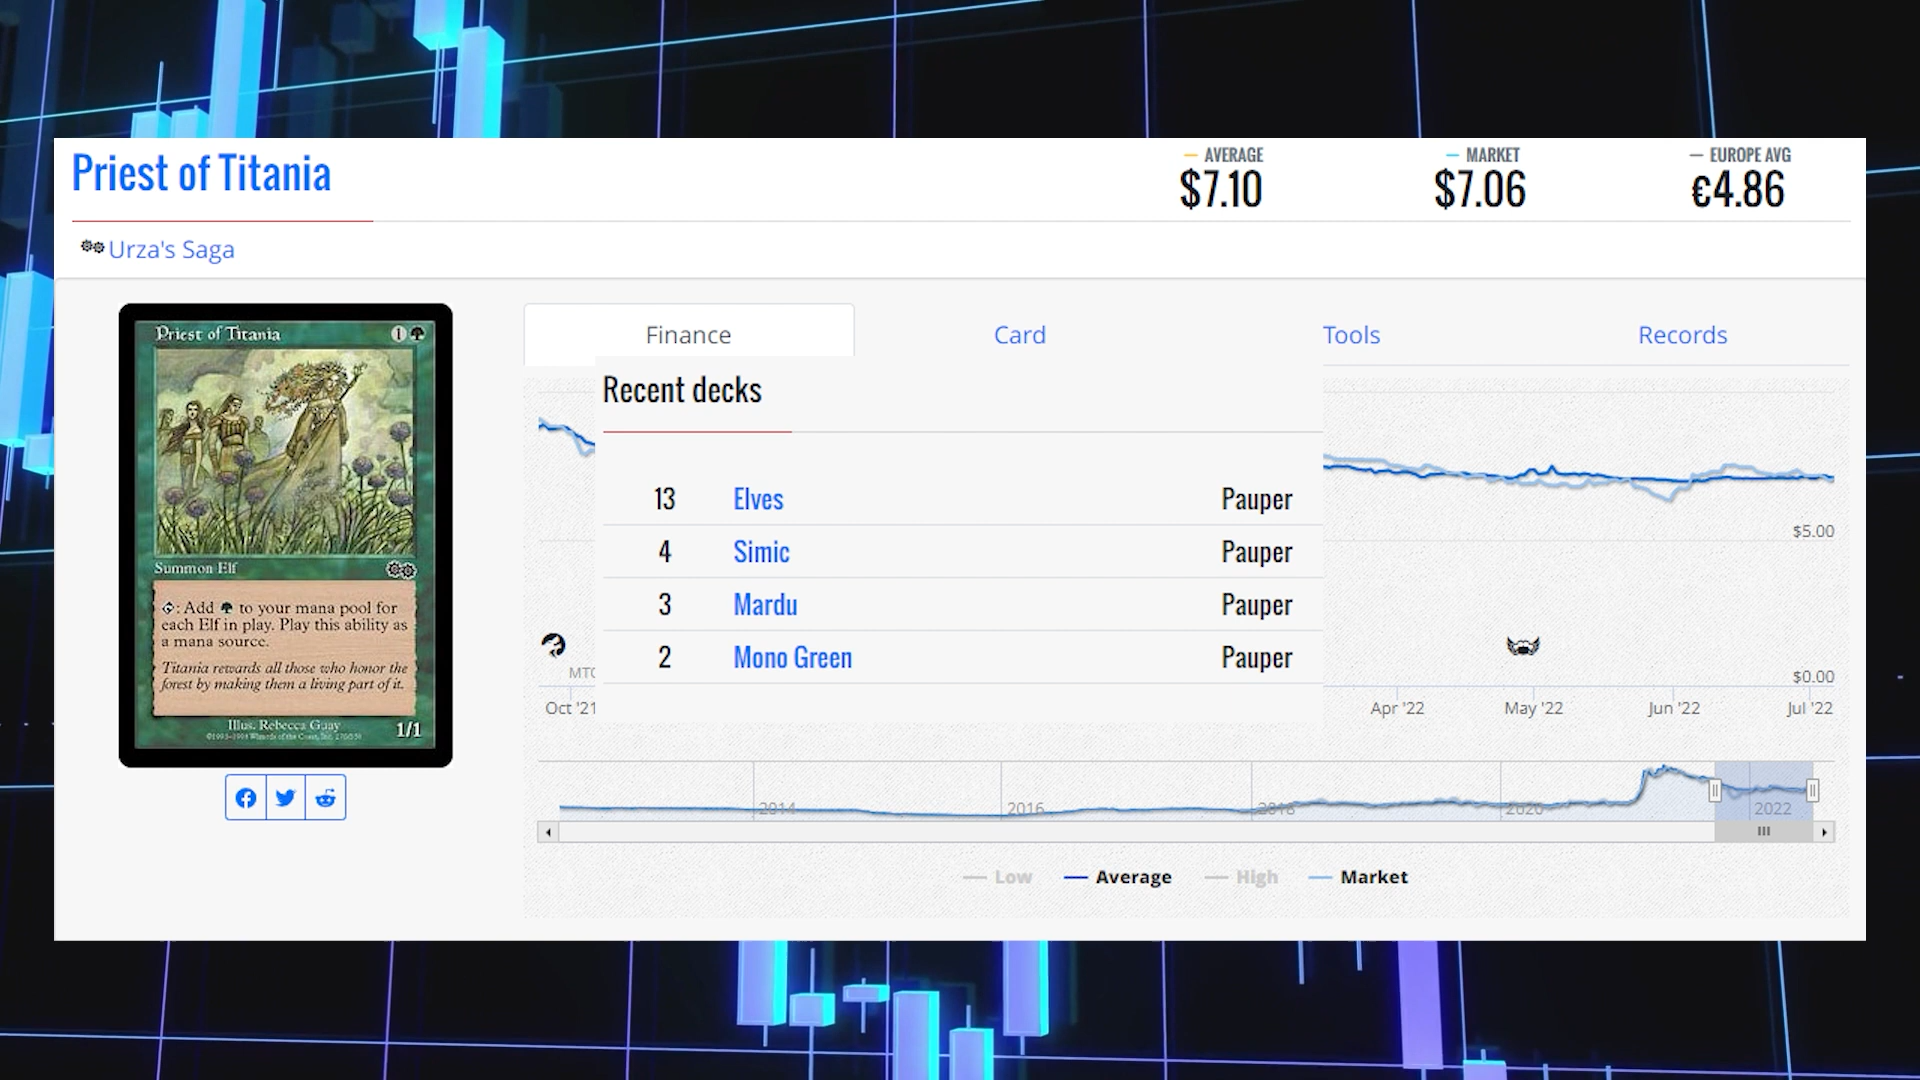 Priest of Titania
AVERAGE
$7.10
MARKET
$7.06
EUROPE AVG
€4.86
Urza's Saga
Priest of Titania 1
Summon Elf
: Add to your mana pool for
each Elf in play. Play this ability as
a mana source.
Titania rewards all those who honor the
forest by making them a living part of it.
Illus. Rebecca Guay
1/1
Finance
Card
Tools
Records
Recent decks
13 Elves Pauper
4 Simic Pauper
3 Mardu Pauper
2 Mono Green Pauper
$5.00
$0.00
MTG
Oct '21
Apr '22
May '22
Jun '22
Jul '22
2014
2016
2018
2020
2022
Low
Average
High
Market